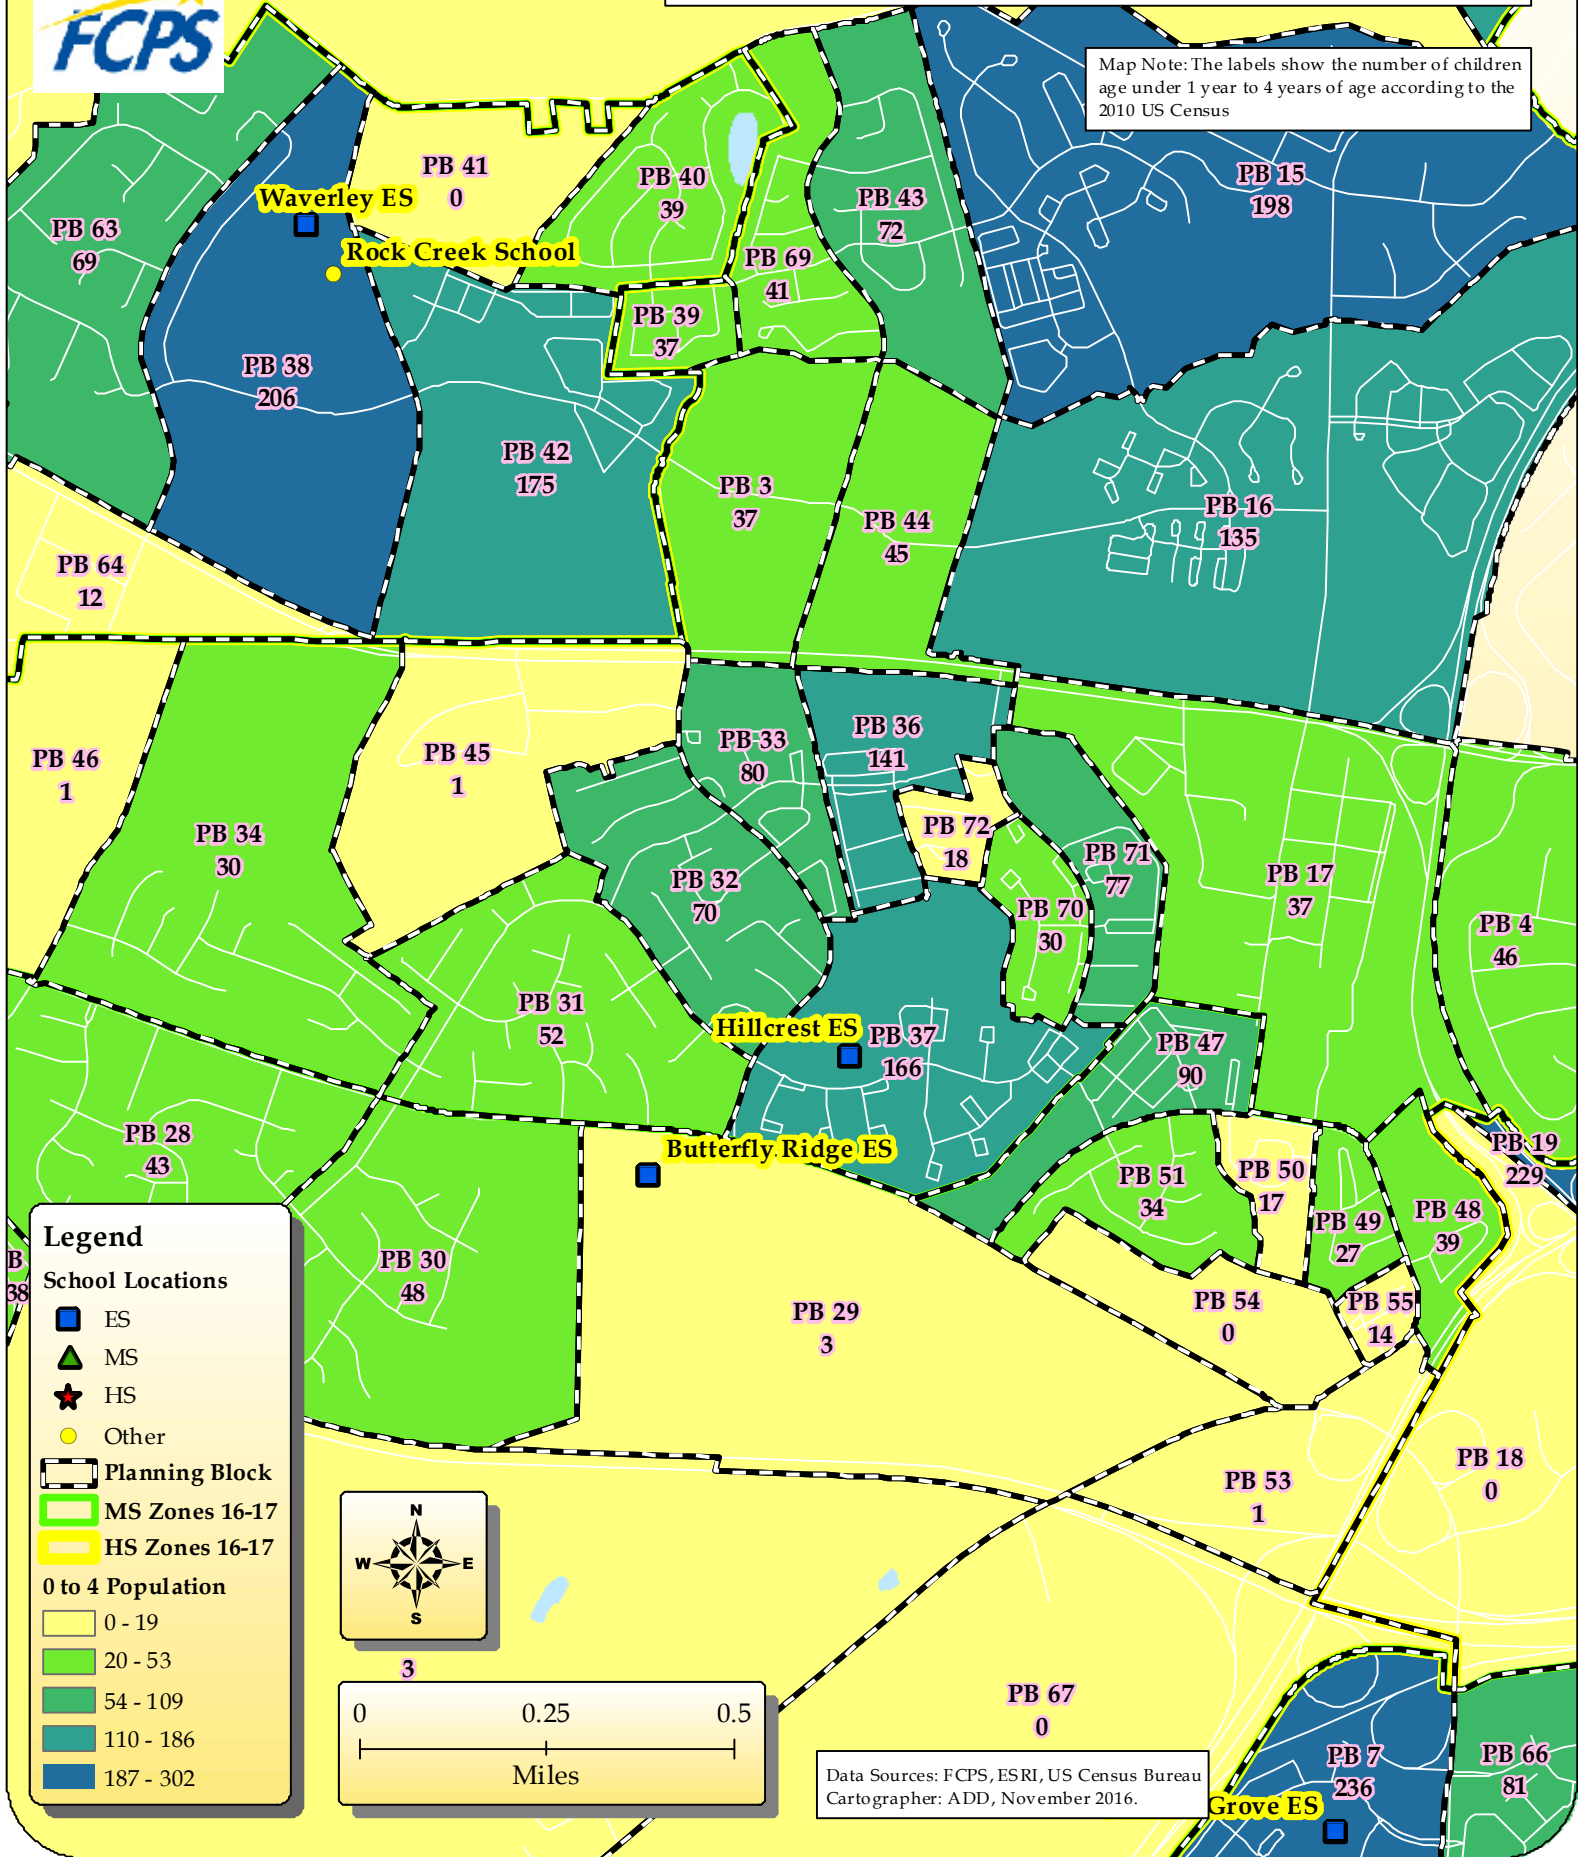 FCPS
Map Note: The labels show the number of children
age under 1 year to 4 years of age according to the
2010 US Census
PB 41
0
PB 40
39
PB 15
198
Waverley ES
PB 43
72
PB 63
69
Rock Creek School
PB 69
41
PB 39
37
PB 38
206
PB 42
175
PB 3
37
PB 16
135
PB 44
45
PB 64
12
PB 36
141
PB 33
80
PB 45
1
PB 46
1
PB 34
30
PB 72
18
PB 71
77
PB 17
37
PB 32
70
PB 70
30
PB 4
46
PB 31
52
Hillcrest ES
PB 37
166
PB 47
90
PB 28
43
PB 19
229
Butterfly Ridge ES
PB 51
34
PB 50
17
PB 49
27
PB 48
39
B
38
PB 30
48
PB 29
3
PB 54
0
PB 55
14
PB 18
0
PB 53
1
Legend
School Locations
ES
MS
HS
Other
Planning Block
MS Zones 16-17
HS Zones 16-17
0 to 4 Population
0 - 19
20 - 53
54 - 109
110 - 186
187 - 302
N
W E
S
3
0 0.25 0.5
Miles
PB 67
0
PB 7
236
PB 66
81
Data Sources: FCPS, ESRI, US Census Bureau
Cartographer: ADD, November 2016.
Grove ES